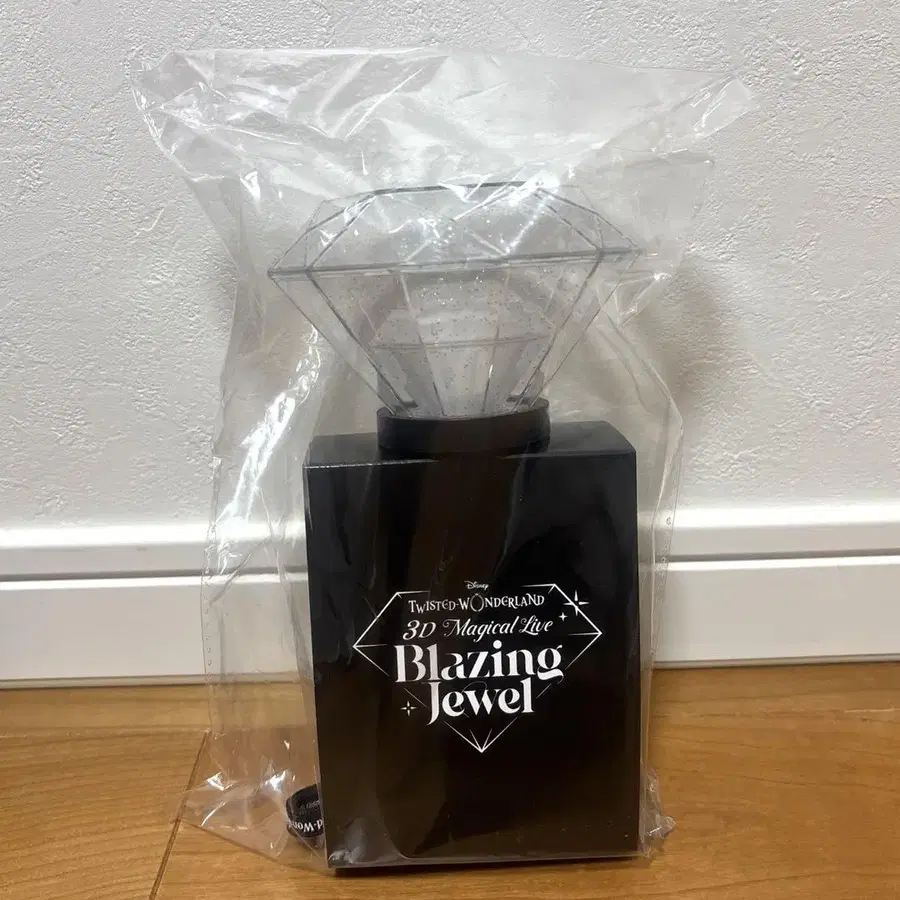 Disney
TWISTED-WONDERLAND
3D Magical Live
Blazing
Jewel